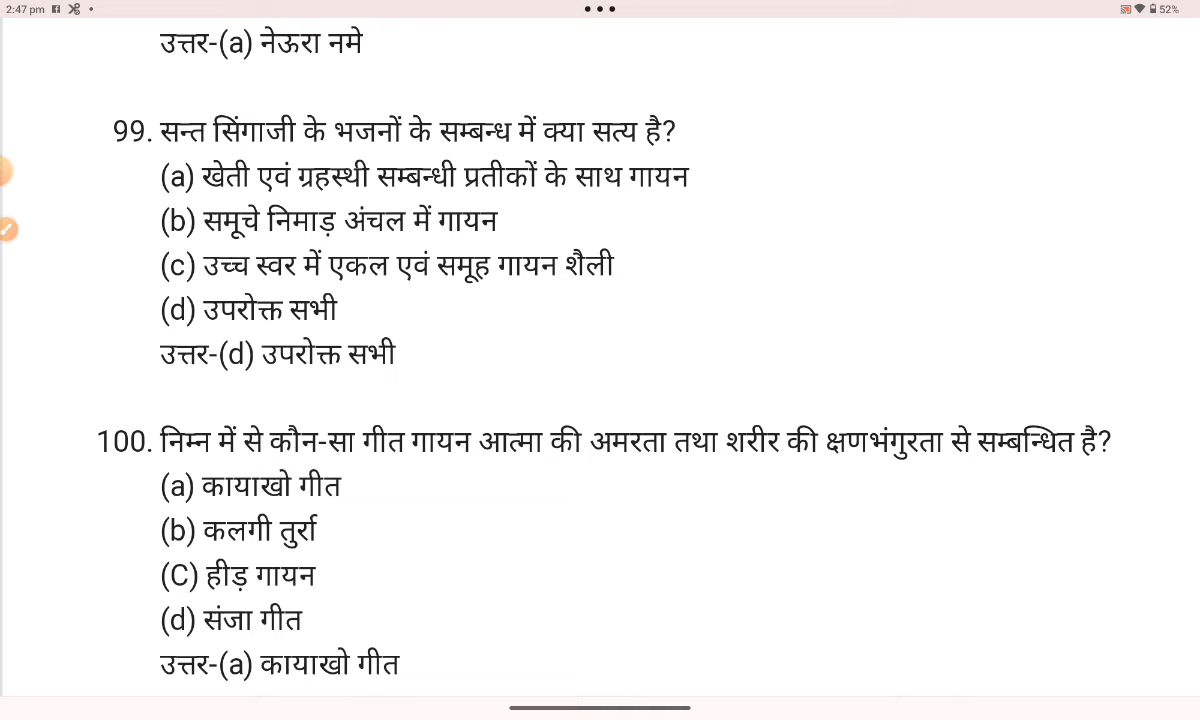 2:47 pm
52%
उत्तर-(a) नेऊरा नमे
99. सन्त सिंगाजी के भजनों के सम्बन्ध में क्या सत्य है?
(a) खेती एवं ग्रहस्थी सम्बन्धी प्रतीकों के साथ गायन
(b) समूचे निमाड़ अंचल में गायन
(c) उच्च स्वर में एकल एवं समूह गायन शैली
(d) उपरोक्त सभी
उत्तर-(d) उपरोक्त सभी
100. निम्न में से कौन-सा गीत गायन आत्मा की अमरता तथा शरीर की क्षणभंगुरता से सम्बन्धित है?
(a) कायाखो गीत
(b) कलगी तुर्रा
(C) हीड़ गायन
(d) संजा गीत
उत्तर-(a) कायाखो गीत